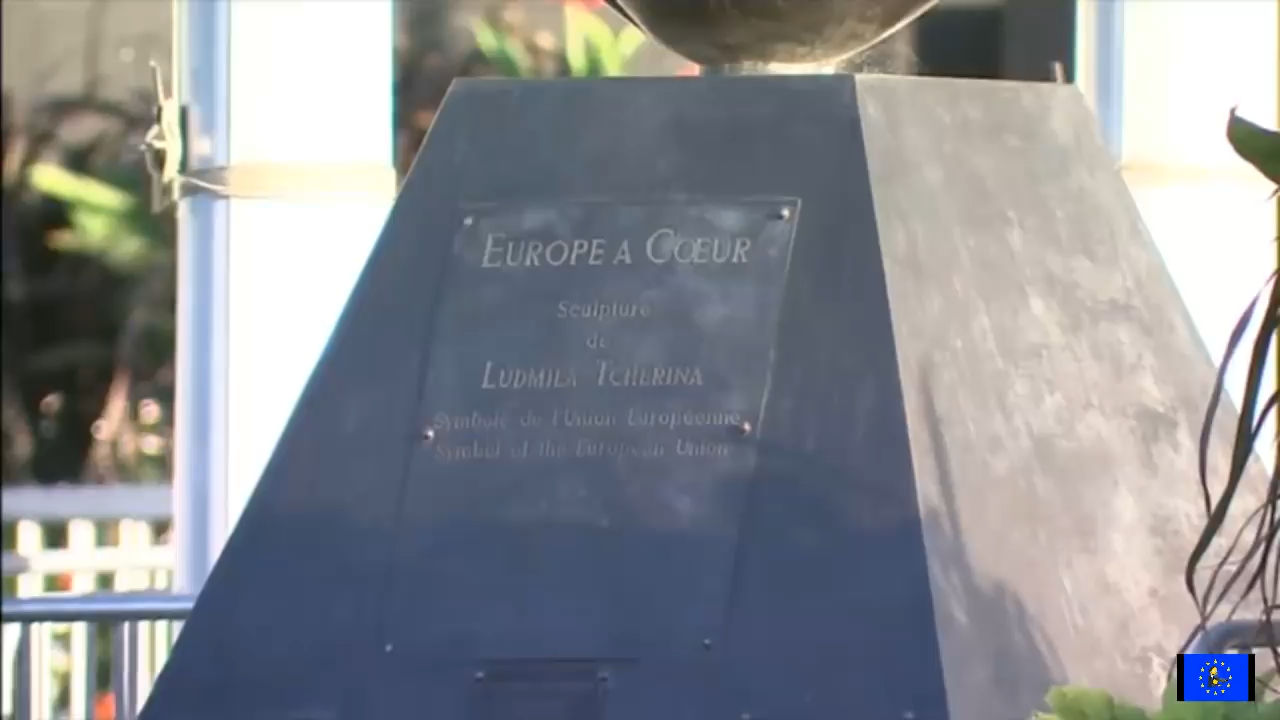 EUROPE A CŒUR
Sculpture
de
LUDMILA TCHERINA
Symbole de l'Union Européenne
Symbol of the European Union